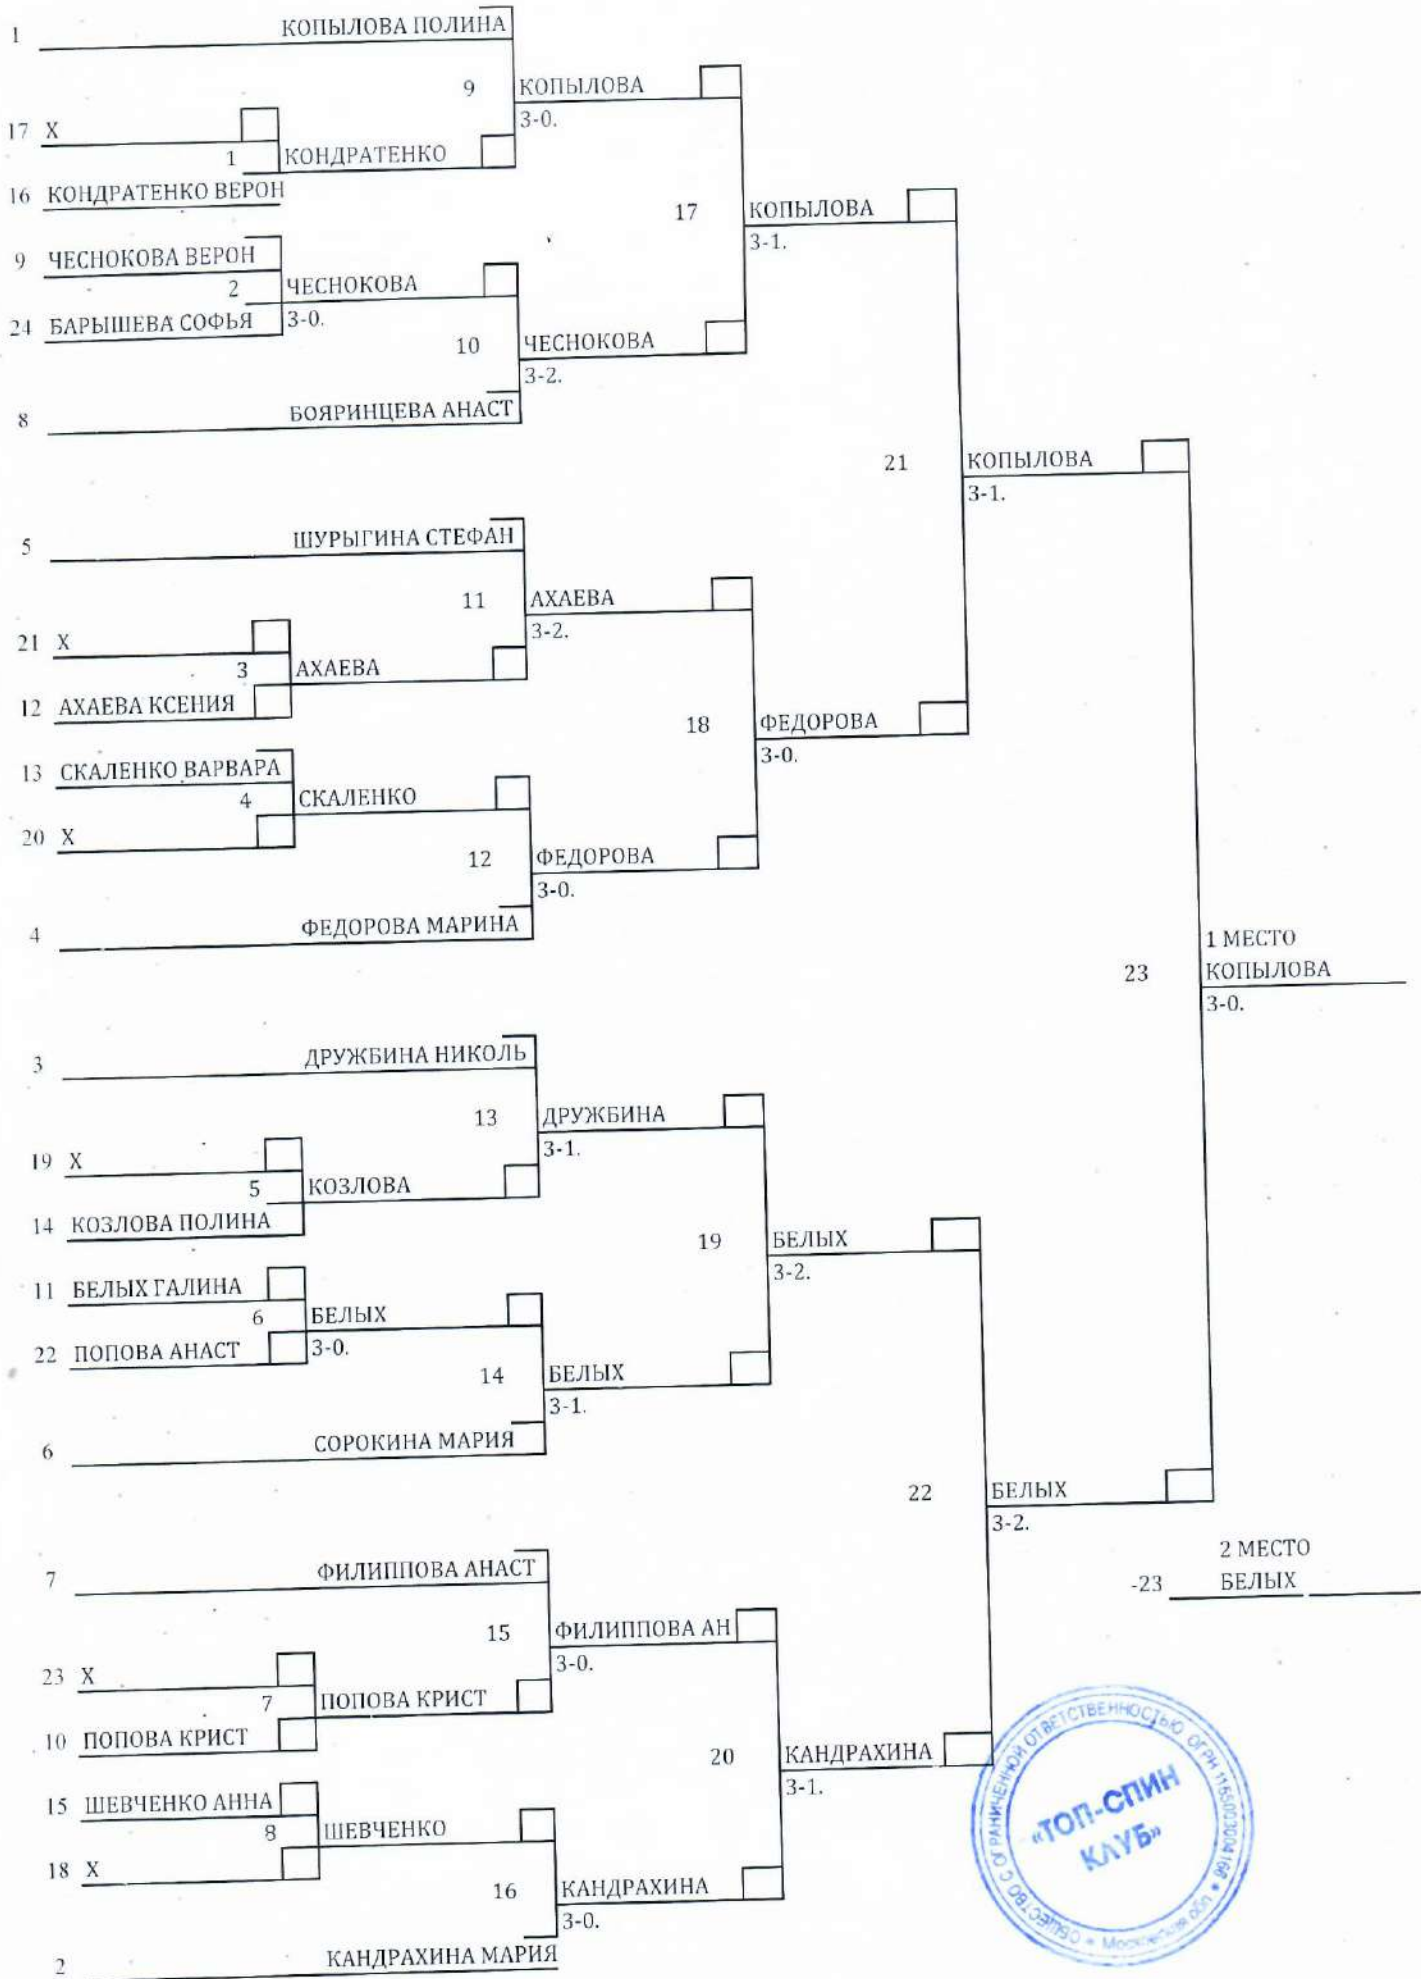 1 КОПЫЛОВА ПОЛИНА
9 КОПЫЛОВА
3-0.
17 X
1 КОНДРАТЕНКО
16 КОНДРАТЕНКО ВЕРОН
17 КОПЫЛОВА
3-1.
9 ЧЕСНОКОВА ВЕРОН
2 ЧЕСНОКОВА
3-0.
24 БАРЫШЕВА СОФЬЯ
10 ЧЕСНОКОВА
3-2.
8 БОЯРИНЦЕВА АНАСТ
21 КОПЫЛОВА
3-1.
5 ШУРЫГИНА СТЕФАН
11 АХАЕВА
3-2.
21 X
3 АХАЕВА
12 АХАЕВА КСЕНИЯ
18 ФЕДОРОВА
3-0.
13 СКАЛЕНКО ВАРВАРА
4 СКАЛЕНКО
20 X
12 ФЕДОРОВА
3-0.
4 ФЕДОРОВА МАРИНА
1 МЕСТО
23 КОПЫЛОВА
3-0.
3 ДРУЖБИНА НИКОЛЬ
13 ДРУЖБИНА
3-1.
19 X
5 КОЗЛОВА
14 КОЗЛОВА ПОЛИНА
19 БЕЛЫХ
3-2.
11 БЕЛЫХ ГАЛИНА
6 БЕЛЫХ
3-0.
22 ПОПОВА АНАСТ
14 БЕЛЫХ
3-1.
6 СОРОКИНА МАРИЯ
22 БЕЛЫХ
3-2.
2 МЕСТО
-23 БЕЛЫХ
7 ФИЛИППОВА АНАСТ
15 ФИЛИППОВА АН
3-0.
23 X
7 ПОПОВА КРИСТ
10 ПОПОВА КРИСТ
20 КАНДРАХИНА
3-1.
15 ШЕВЧЕНКО АННА
8 ШЕВЧЕНКО
18 X
16 КАНДРАХИНА
3-0.
2 КАНДРАХИНА МАРИЯ
ОБЩЕСТВО С ОГРАНИЧЕННОЙ ОТВЕТСТВЕННОСТЬЮ
Московская обл
«ТОП-СПИН
КЛУБ»